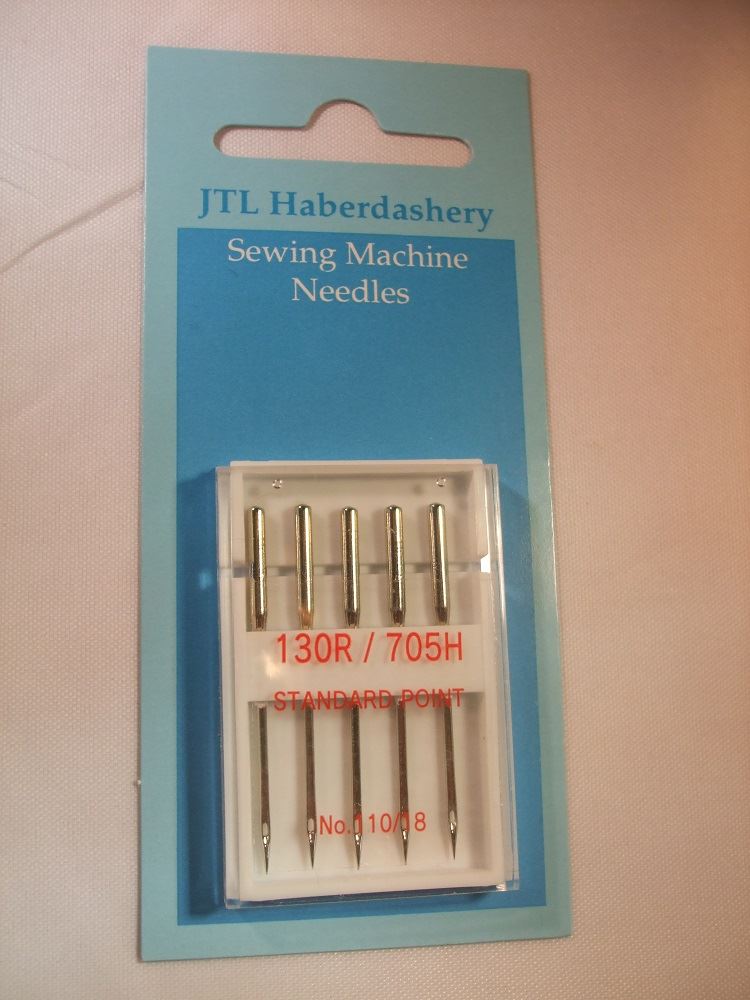 JTL Haberdashery
Sewing Machine
Needles
130R / 705H
STANDARD POINT
No.110/18